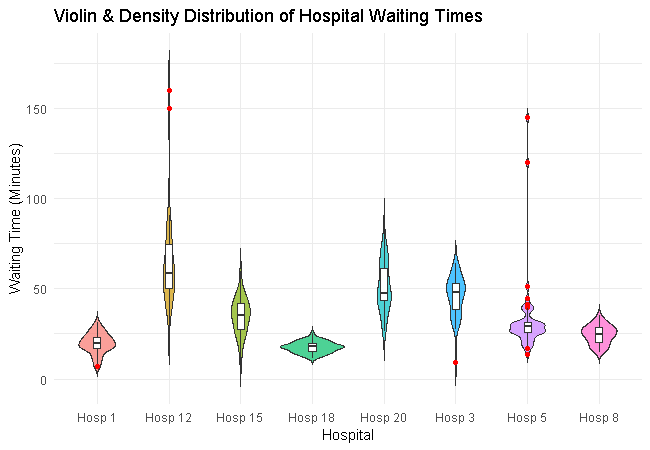 Violin & Density Distribution of Hospital Waiting Times
Waiting Time (Minutes)
150
100
50
0
Hosp 1 Hosp 12 Hosp 15 Hosp 18 Hosp 20 Hosp 3 Hosp 5 Hosp 8
Hospital